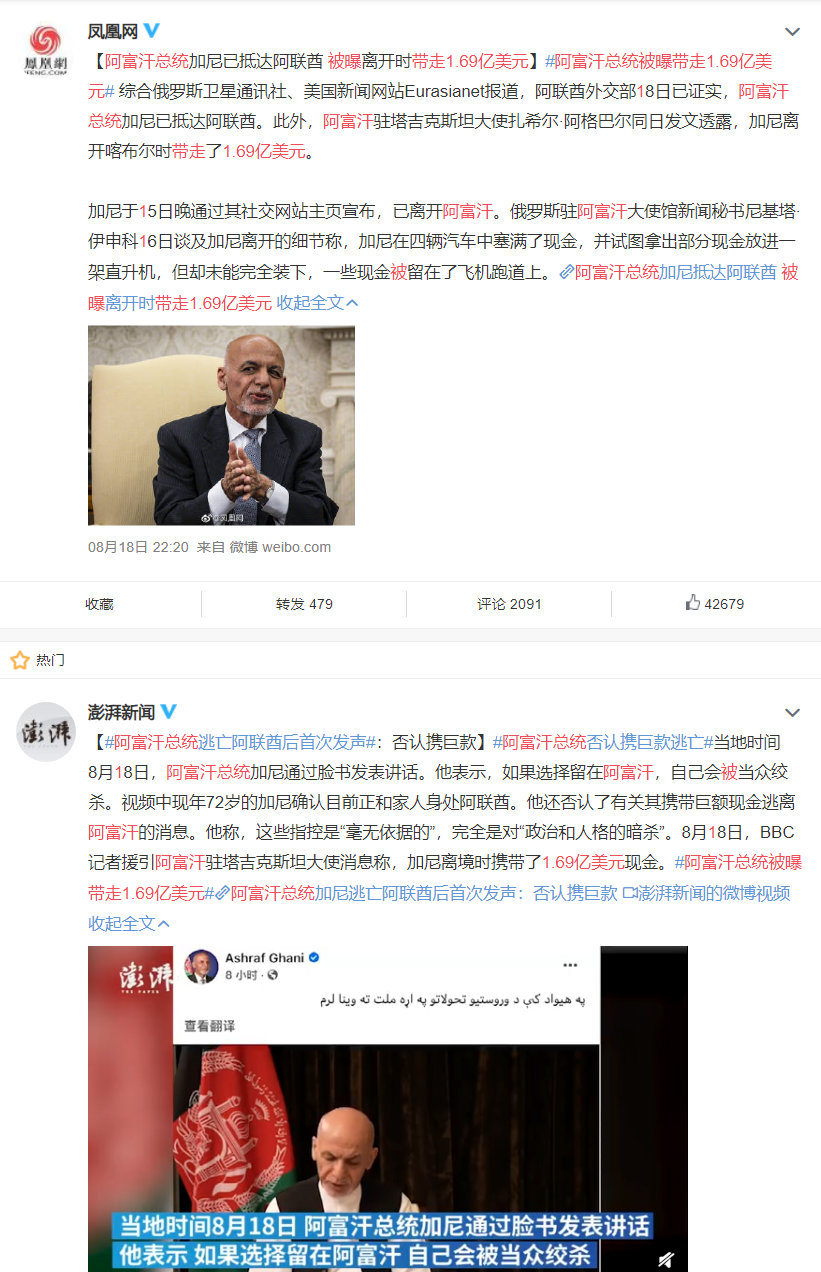 凤凰网
鳳凰網
IFENG.COM
【阿富汗总统加尼已抵达阿联酋 被曝离开时带走1.69亿美元】#阿富汗总统被曝带走1.69亿美
元# 综合俄罗斯卫星通讯社、美国新闻网站Eurasianet报道，阿联酋外交部18日已证实，阿富汗
总统加尼已抵达阿联酋。此外，阿富汗驻塔吉克斯坦大使扎希尔·阿格巴尔同日发文透露，加尼离
开喀布尔时带走了1.69亿美元。
加尼于15日晚通过其社交网站主页宣布，已离开阿富汗。俄罗斯驻阿富汗大使馆新闻秘书尼基塔·
伊申科16日谈及加尼离开的细节称，加尼在四辆汽车中塞满了现金，并试图拿出部分现金放进一
架直升机，但却未能完全装下，一些现金被留在了飞机跑道上。阿富汗总统加尼抵达阿联酋 被
曝离开时带走1.69亿美元 收起全文
@凤凰网
08月18日 22:20 来自 微博 weibo.com
收藏 转发 479 评论 2091 42679
热门
澎湃新闻
澎湃
【#阿富汗总统逃亡阿联酋后首次发声#：否认携巨款】#阿富汗总统否认携巨款逃亡#当地时间
8月18日，阿富汗总统加尼通过脸书发表讲话。他表示，如果选择留在阿富汗，自己会被当众绞
杀。视频中现年72岁的加尼确认目前正和家人身处阿联酋。他还否认了有关其携带巨额现金逃离
阿富汗的消息。他称，这些指控是“毫无依据的”，完全是对“政治和人格的暗杀”。8月18日，BBC
记者援引阿富汗驻塔吉克斯坦大使消息称，加尼离境时携带了1.69亿美元现金。#阿富汗总统被曝
带走1.69亿美元#阿富汗总统加尼逃亡阿联酋后首次发声：否认携巨款 澎湃新闻的微博视频
收起全文
澎湃
THE PAPER
Ashraf Ghani
8 小时 ·
په هیواد کې د وروستیو تحولاتو په اړه ملت ته وینا لرم
查看翻译
当地时间8月18日 阿富汗总统加尼通过脸书发表讲话
他表示 如果选择留在阿富汗 自己会被当众绞杀